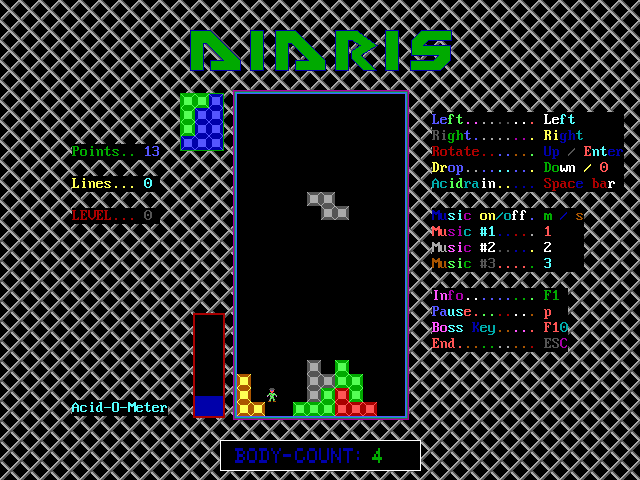 AIARIS
Points.. 13
Lines... 0
LEVEL... 0
Acid-O-Meter
Left......... Left
Right........ Right
Rotate....... Up / Enter
Drop......... Down / 0
Acidrain..... Space bar
Music on/off. m / s
Music #1..... 1
Music #2..... 2
Music #3..... 3
Info......... F1
Pause........ p
Boss Key..... F10
End.......... ESC
BODY-COUNT: 4